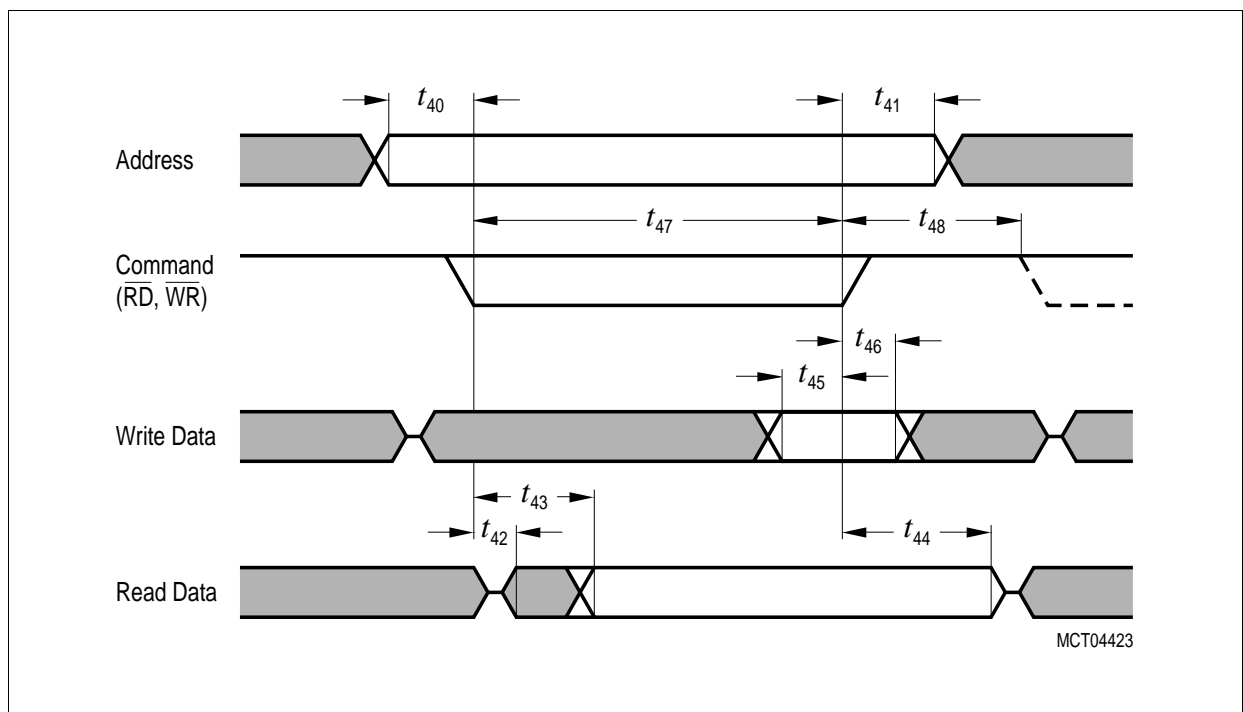 t40
t41
Address
t47
t48
Command
(RD, WR)
t46
t45
Write Data
t43
t42
t44
Read Data
MCT04423